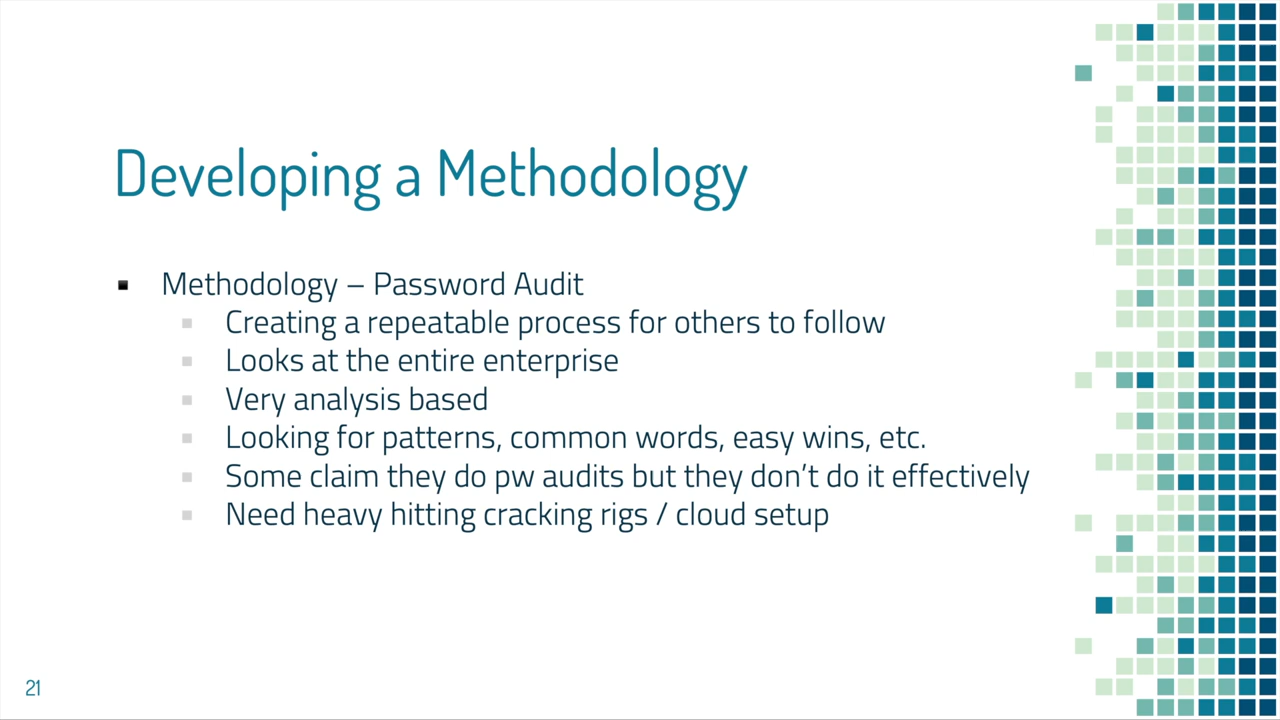 Developing a Methodology
Methodology – Password Audit
Creating a repeatable process for others to follow
Looks at the entire enterprise
Very analysis based
Looking for patterns, common words, easy wins, etc.
Some claim they do pw audits but they don’t do it effectively
Need heavy hitting cracking rigs / cloud setup
21